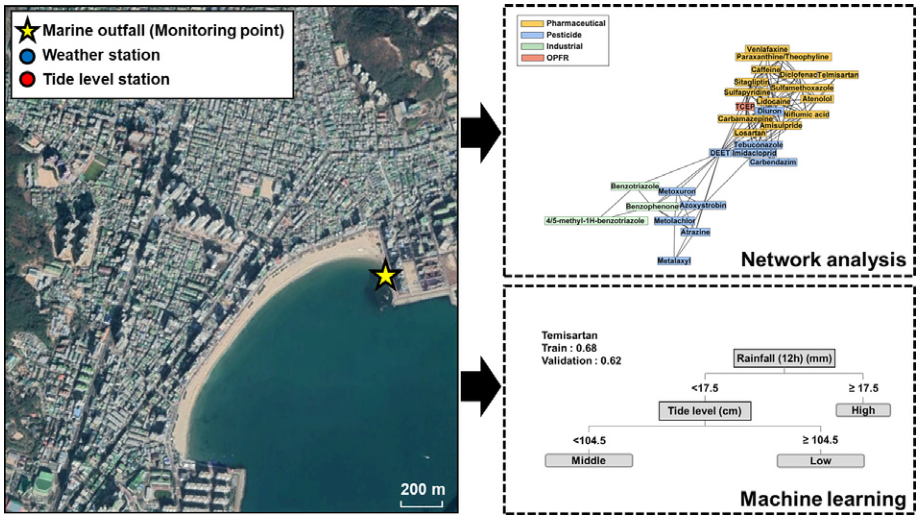 Marine outfall (Monitoring point)
Weather station
Tide level station
200 m
Pharmaceutical
Pesticide
Industrial
OPFR
Venlafaxine
Paraxanthine/Theophylline
Caffeine
Diclofenac
Telmisartan
Sitagliptin
Sulfamethoxazole
Sulfapyridine
Atenolol
Lidocaine
TCEP
Diuron
Niflumic acid
Carbamazepine
Amisulpride
Losartan
Tebuconazole
DEET
Imidacloprid
Carbendazim
Benzotriazole
Metoxuron
Benzophenone
Azoxystrobin
4/5-methyl-1H-benzotriazole
Metolachlor
Atrazine
Metalaxyl
Network analysis
Temisartan
Train : 0.68
Validation : 0.62
Rainfall (12h) (mm)
<17.5
≥ 17.5
Tide level (cm)
High
<104.5
≥ 104.5
Middle
Low
Machine learning